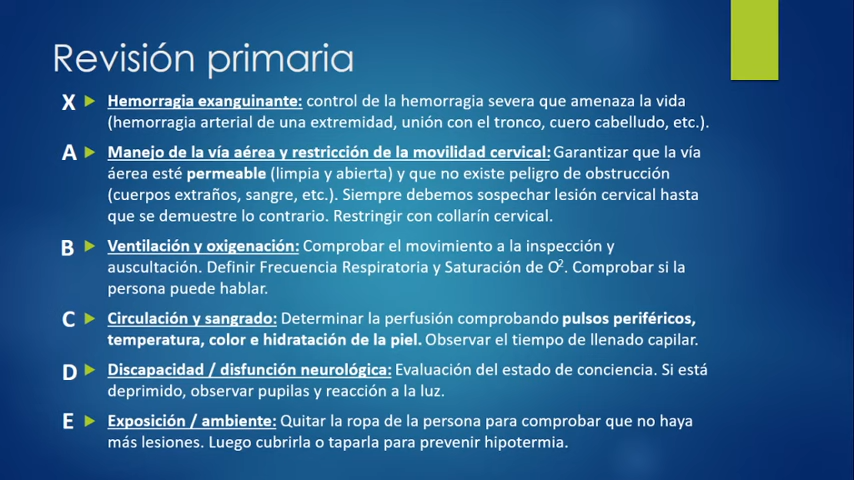 Revisión primaria
X Hemorragia exanguinante: control de la hemorragia severa que amenaza la vida
(hemorragia arterial de una extremidad, unión con el tronco, cuero cabelludo, etc.).
A Manejo de la vía aérea y restricción de la movilidad cervical: Garantizar que la vía
áerea esté permeable (limpia y abierta) y que no existe peligro de obstrucción
(cuerpos extraños, sangre, etc.). Siempre debemos sospechar lesión cervical hasta
que se demuestre lo contrario. Restringir con collarín cervical.
B Ventilación y oxigenación: Comprobar el movimiento a la inspección y
auscultación. Definir Frecuencia Respiratoria y Saturación de O². Comprobar si la
persona puede hablar.
C Circulación y sangrado: Determinar la perfusión comprobando pulsos periféricos,
temperatura, color e hidratación de la piel. Observar el tiempo de llenado capilar.
D Discapacidad / disfunción neurológica: Evaluación del estado de conciencia. Si está
deprimido, observar pupilas y reacción a la luz.
E Exposición / ambiente: Quitar la ropa de la persona para comprobar que no haya
más lesiones. Luego cubrirla o taparla para prevenir hipotermia.